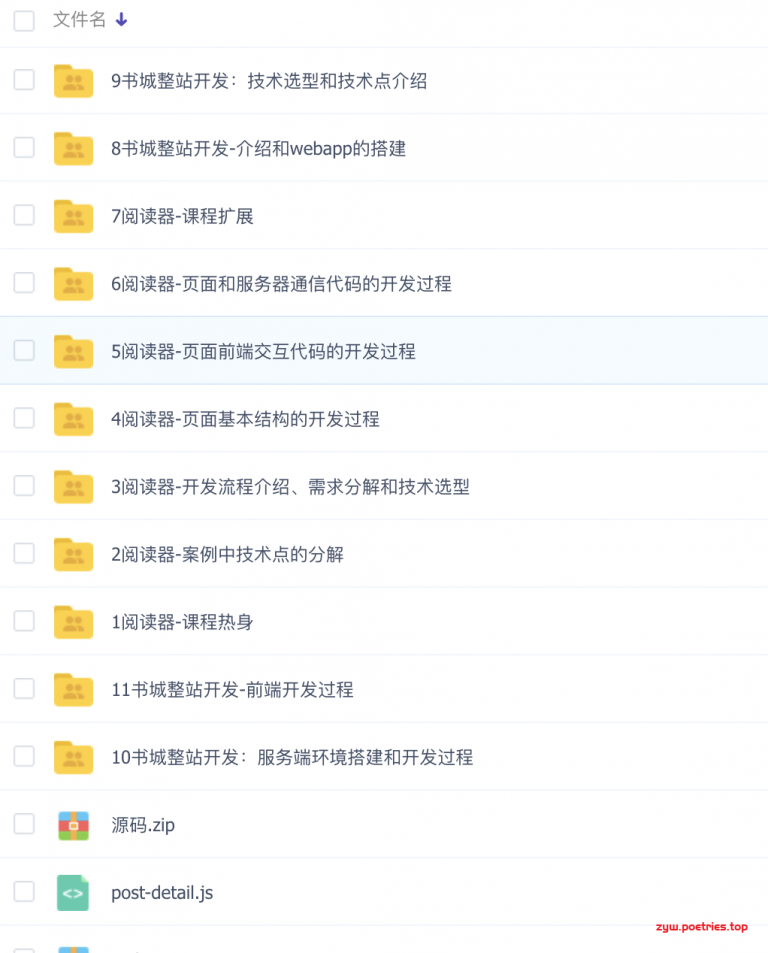 文件名
9书城整站开发：技术选型和技术点介绍
8书城整站开发-介绍和webapp的搭建
7阅读器-课程扩展
6阅读器-页面和服务器通信代码的开发过程
5阅读器-页面前端交互代码的开发过程
4阅读器-页面基本结构的开发过程
3阅读器-开发流程介绍、需求分解和技术选型
2阅读器-案例中技术点的分解
1阅读器-课程热身
11书城整站开发-前端开发过程
10书城整站开发：服务端环境搭建和开发过程
源码.zip
post-detail.js
zyw.poetries.top